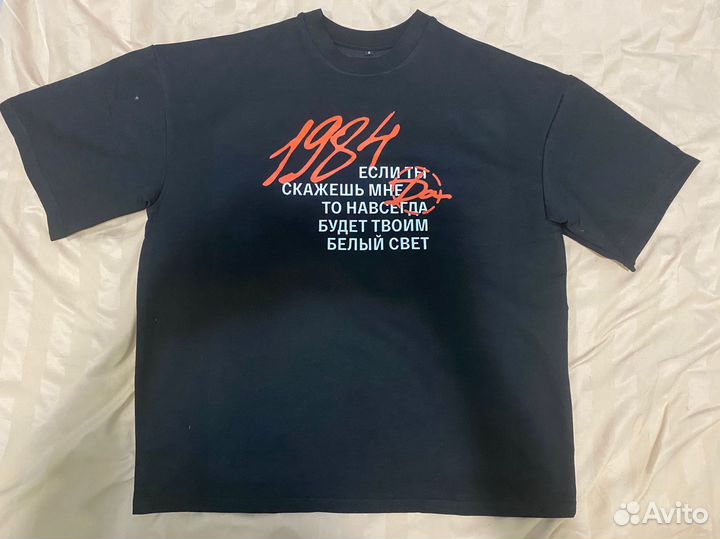 1984
ЕСЛИ ТЫ
СКАЖЕШЬ МНЕ Да
ТО НАВСЕГДА
БУДЕТ ТВОИМ
БЕЛЫЙ СВЕТ
Avito